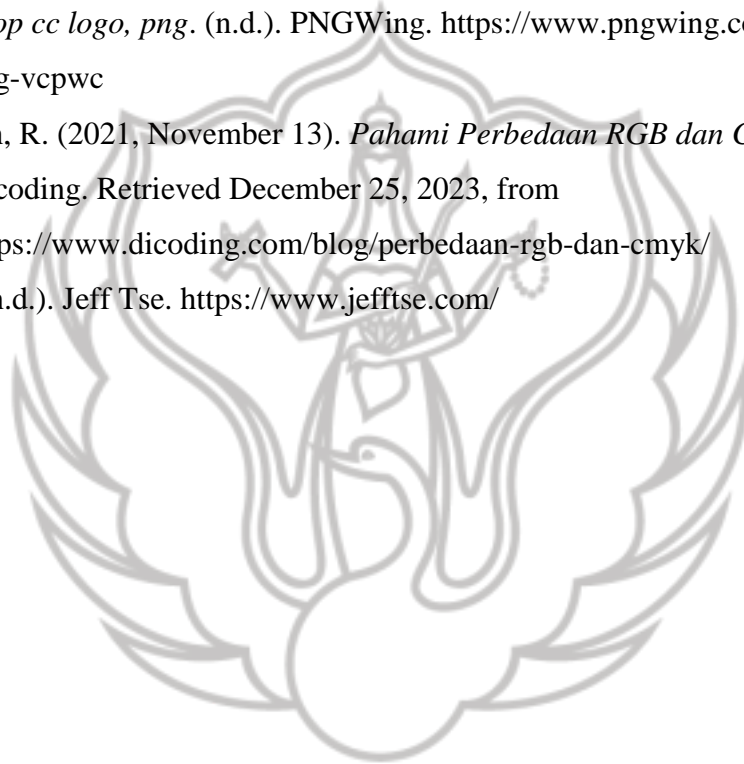 op cc logo, png. (n.d.). PNGWing. https://www.pngwing.co
g-vcpwc
, R. (2021, November 13). Pahami Perbedaan RGB dan
coding. Retrieved December 25, 2023, from
ps://www.dicoding.com/blog/perbedaan-rgb-dan-cmyk/
.d.). Jeff Tse. https://www.jefftse.com/